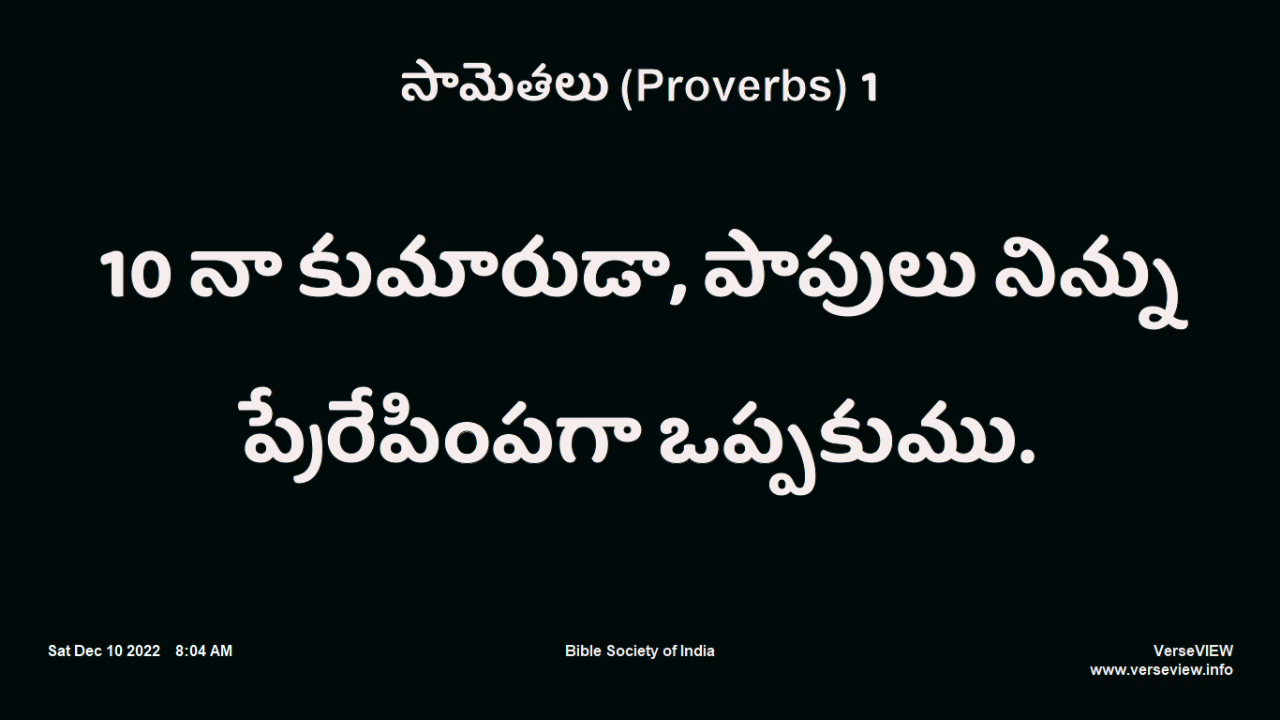 సామెతలు (Proverbs) 1
10 నా కుమారుడా, పాపులు నిన్ను
ప్రేరేపింపగా ఒప్పకుము.
Sat Dec 10 2022 8:04 AM
Bible Society of India
VerseVIEW
www.verseview.info